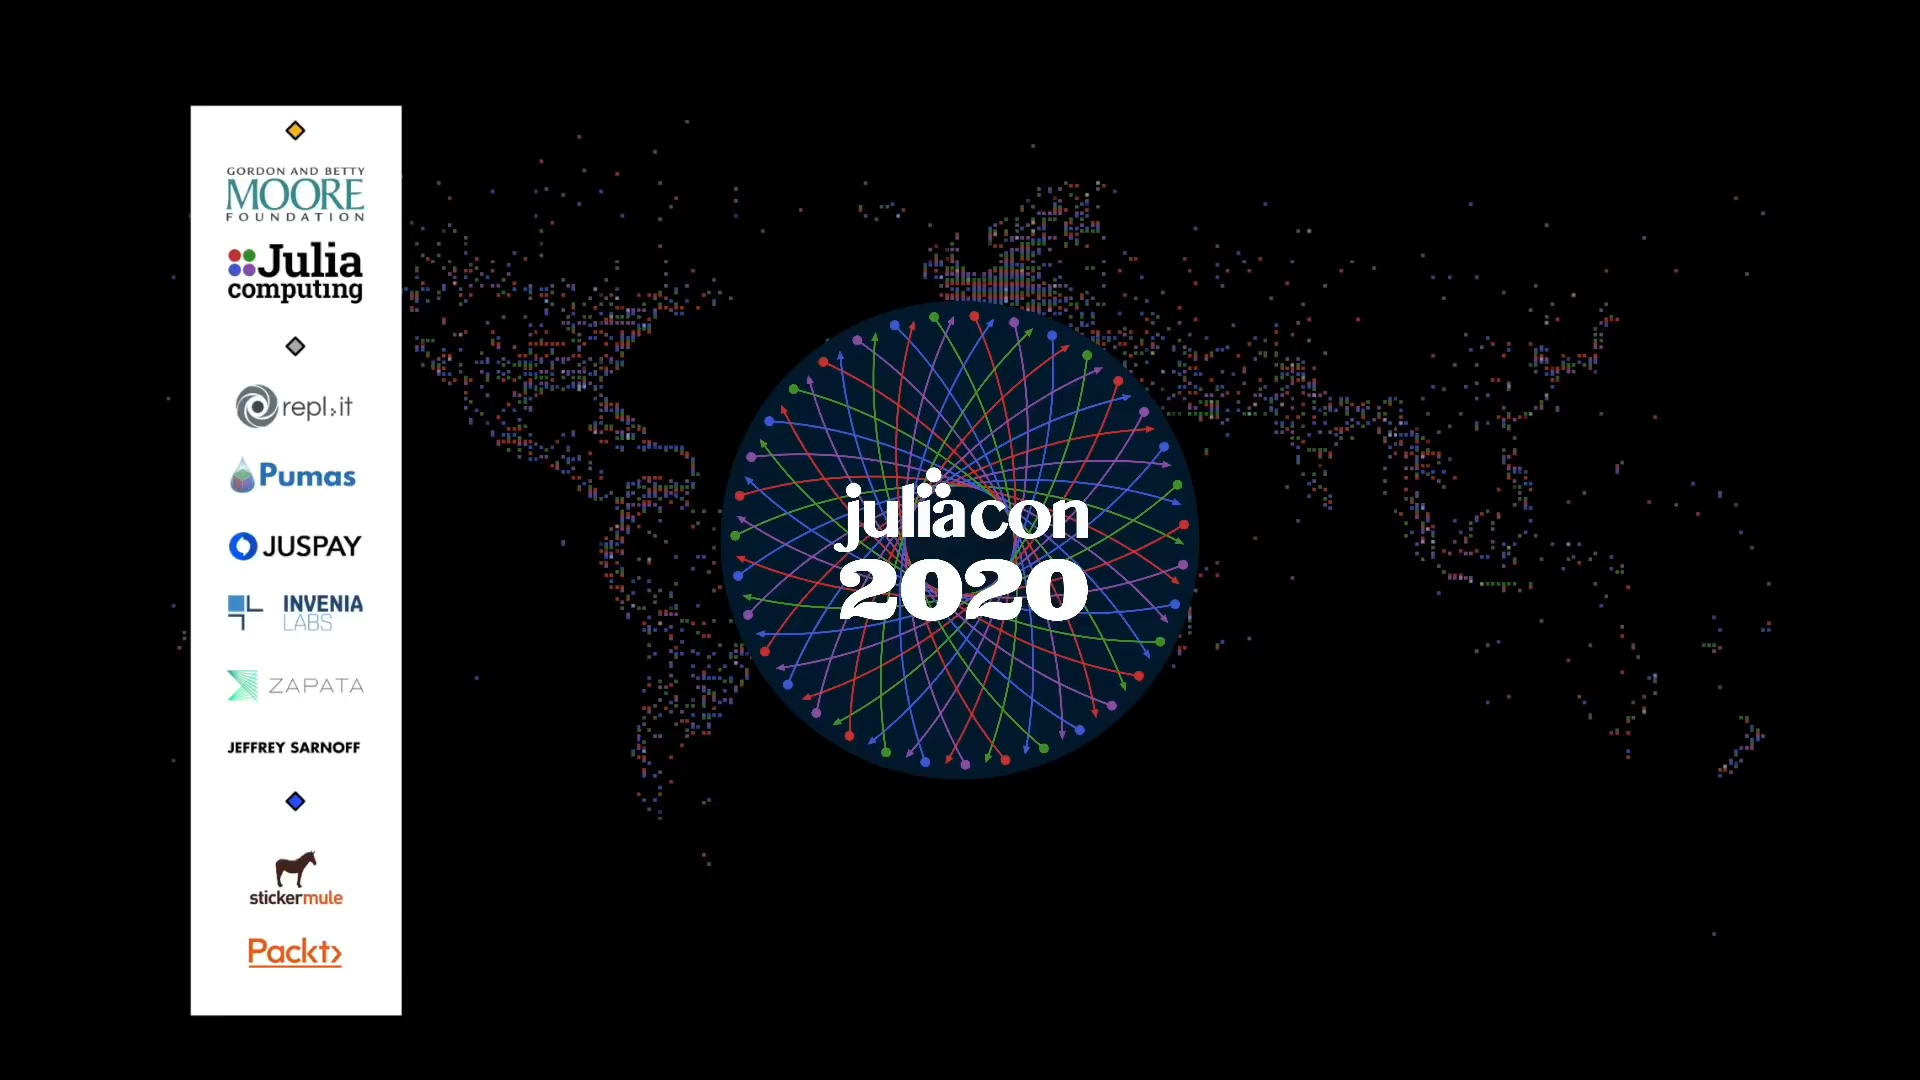 GORDON AND BETTY
MOORE
FOUNDATION
Julia
computing
repl.it
Pumas
JUSPAY
INVENIA
LABS
ZAPATA
JEFFREY SARNOFF
stickermule
Packt
juliacon
2020